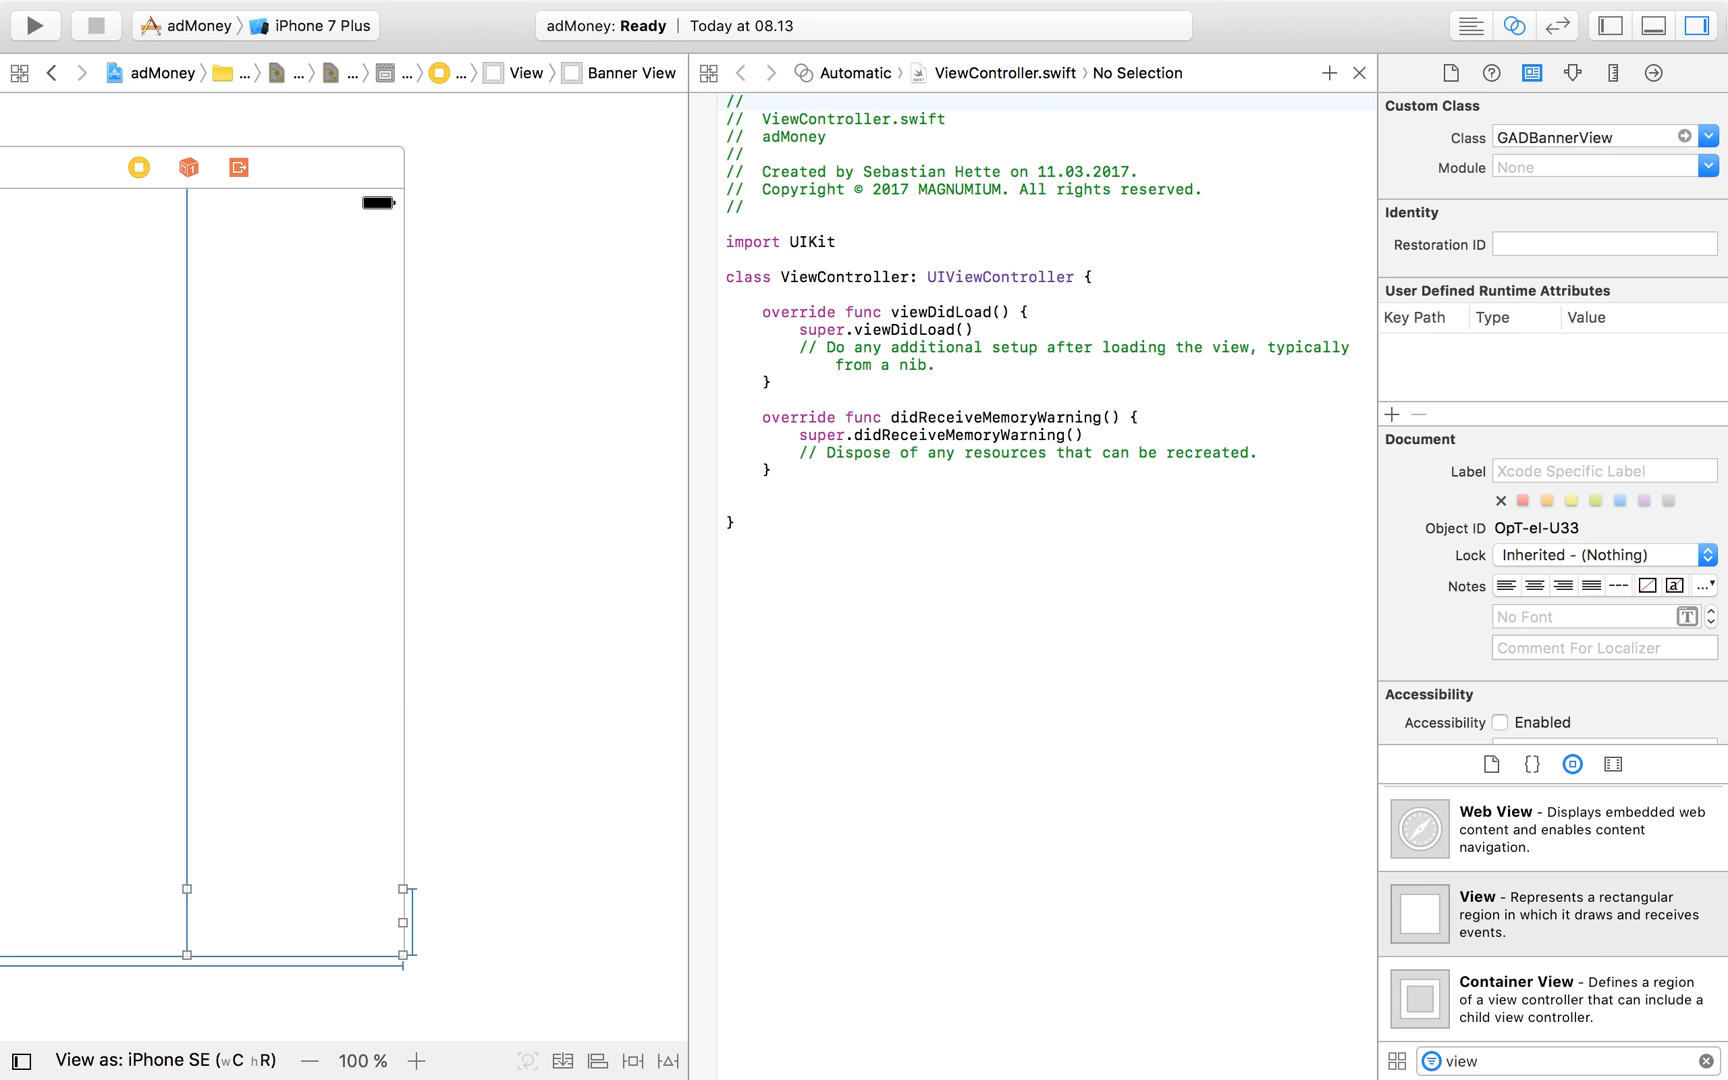 adMoney iPhone 7 Plus
adMoney: Ready Today at 08.13
adMoney ... ... ... ... ... View Banner View
Automatic ViewController.swift No Selection
//
//  ViewController.swift
//  adMoney
//
//  Created by Sebastian Hette on 11.03.2017.
//  Copyright © 2017 MAGNUMIUM. All rights reserved.
//
import UIKit
class ViewController: UIViewController {
override func viewDidLoad() {
super.viewDidLoad()
// Do any additional setup after loading the view, typically
from a nib.
}
override func didReceiveMemoryWarning() {
super.didReceiveMemoryWarning()
// Dispose of any resources that can be recreated.
}
}
View as: iPhone SE (wC hR) — 100 % +
Custom Class
Class GADBannerView
Module None
Identity
Restoration ID
User Defined Runtime Attributes
Key Path Type Value
Document
Label Xcode Specific Label
Object ID OpT-eI-U33
Lock Inherited - (Nothing)
Notes
No Font
Comment For Localizer
Accessibility
Accessibility Enabled
Web View - Displays embedded web
content and enables content
navigation.
View - Represents a rectangular
region in which it draws and receives
events.
Container View - Defines a region
of a view controller that can include a
child view controller.
view